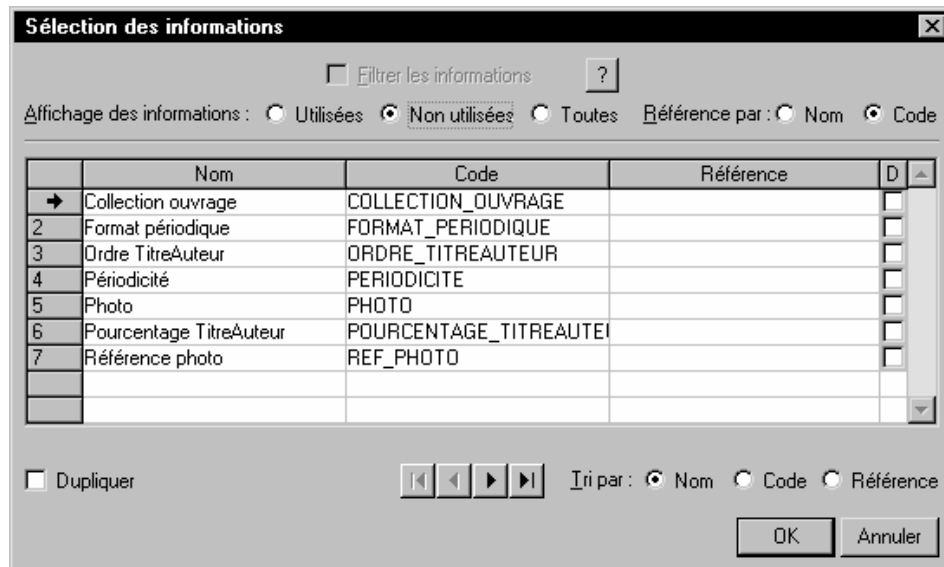 Sélection des informations
Filtrer les informations ?
Affichage des informations : Utilisées Non utilisées Toutes Référence par : Nom Code
Nom Code Référence D
Collection ouvrage COLLECTION_OUVRAGE
2 Format périodique FORMAT_PERIODIQUE
3 Ordre TitreAuteur ORDRE_TITREAUTEUR
4 Périodicité PERIODICITE
5 Photo PHOTO
6 Pourcentage TitreAuteur POURCENTAGE_TITREAUTEU
7 Référence photo REF_PHOTO
Dupliquer Tri par : Nom Code Référence
OK Annuler